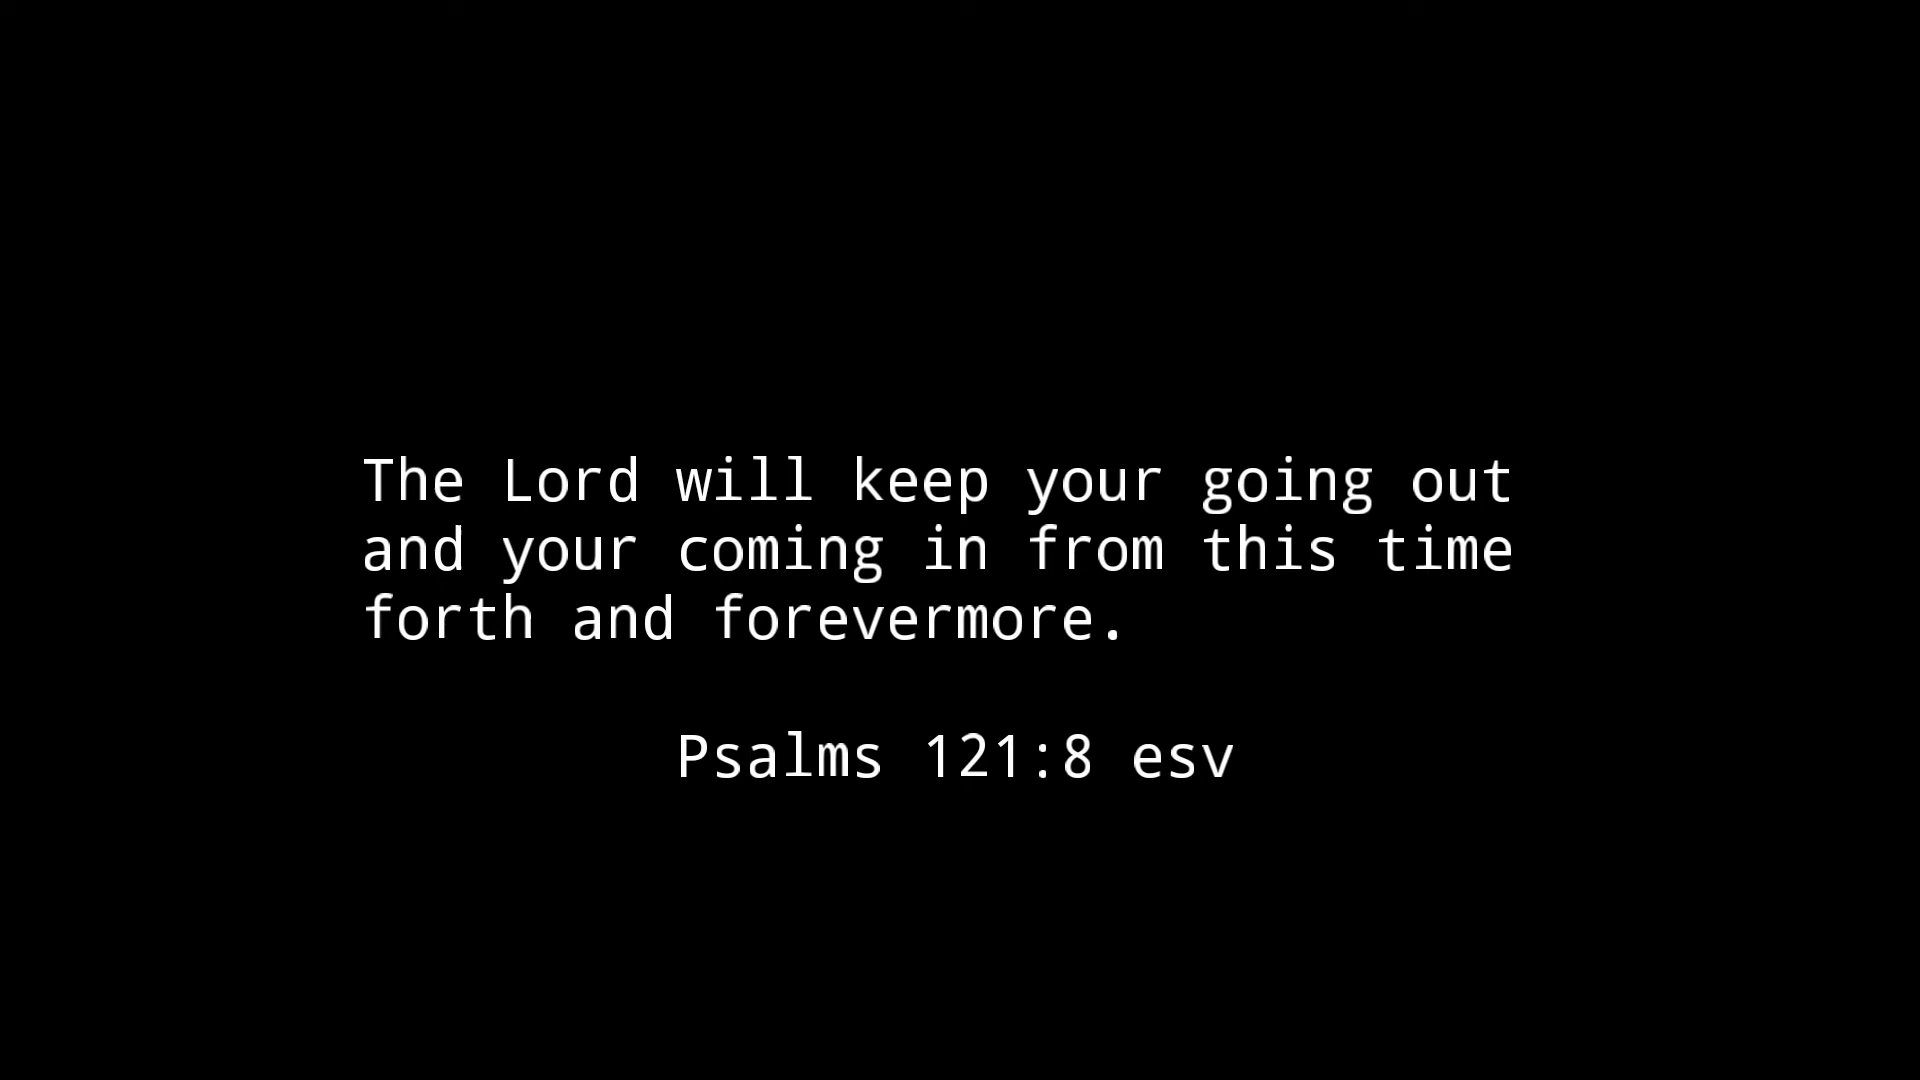 The Lord will keep your going out
and your coming in from this time
forth and forevermore.
Psalms 121:8 esv